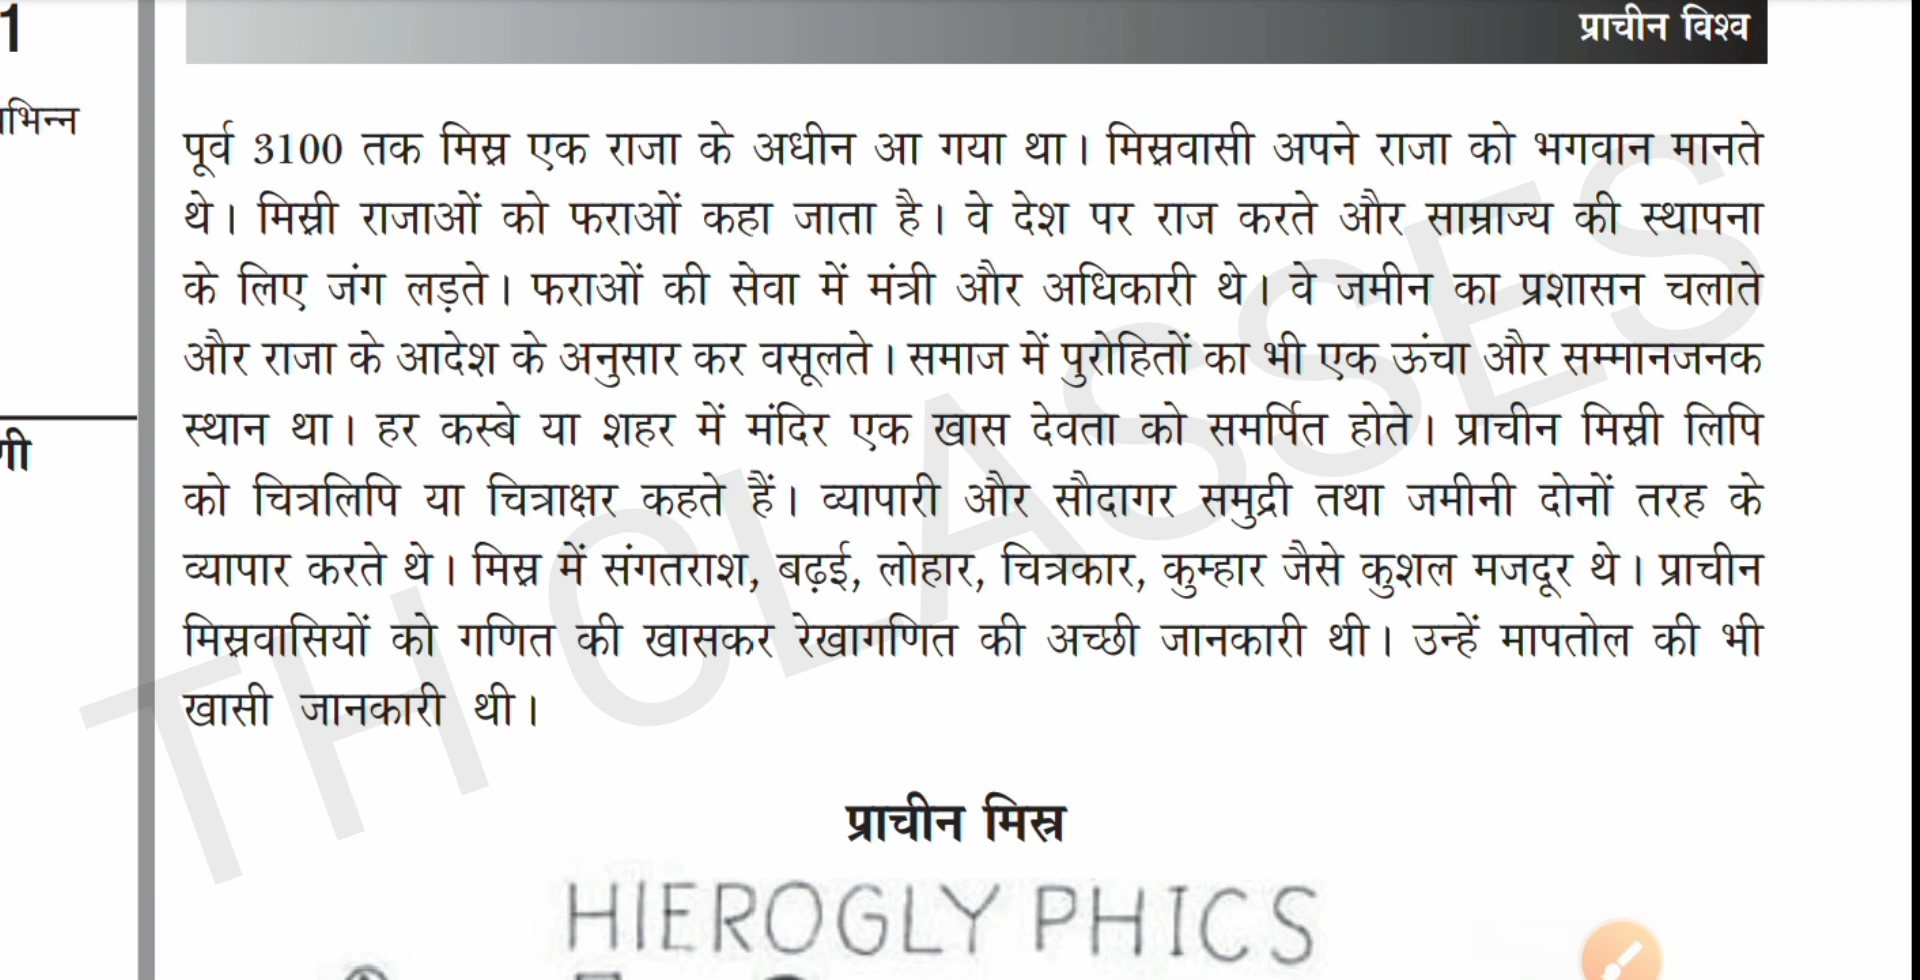 1
प्राचीन विश्व
भिन्न
पूर्व 3100 तक मिस्र एक राजा के अधीन आ गया था। मिस्रवासी अपने राजा को भगवान मानते
थे। मिस्री राजाओं को फराओं कहा जाता है। वे देश पर राज करते और साम्राज्य की स्थापना
के लिए जंग लड़ते। फराओं की सेवा में मंत्री और अधिकारी थे। वे जमीन का प्रशासन चलाते
और राजा के आदेश के अनुसार कर वसूलते। समाज में पुरोहितों का भी एक ऊंचा और सम्मानजनक
स्थान था। हर कस्बे या शहर में मंदिर एक खास देवता को समर्पित होते। प्राचीन मिस्री लिपि
को चित्रलिपि या चित्राक्षर कहते हैं। व्यापारी और सौदागर समुद्री तथा जमीनी दोनों तरह के
व्यापार करते थे। मिस्र में संगतराश, बढ़ई, लोहार, चित्रकार, कुम्हार जैसे कुशल मजदूर थे। प्राचीन
मिस्रवासियों को गणित की खासकर रेखागणित की अच्छी जानकारी थी। उन्हें मापतोल की भी
खासी जानकारी थी।
TH CLASSES
प्राचीन मिस्र
HIEROGLYPHICS